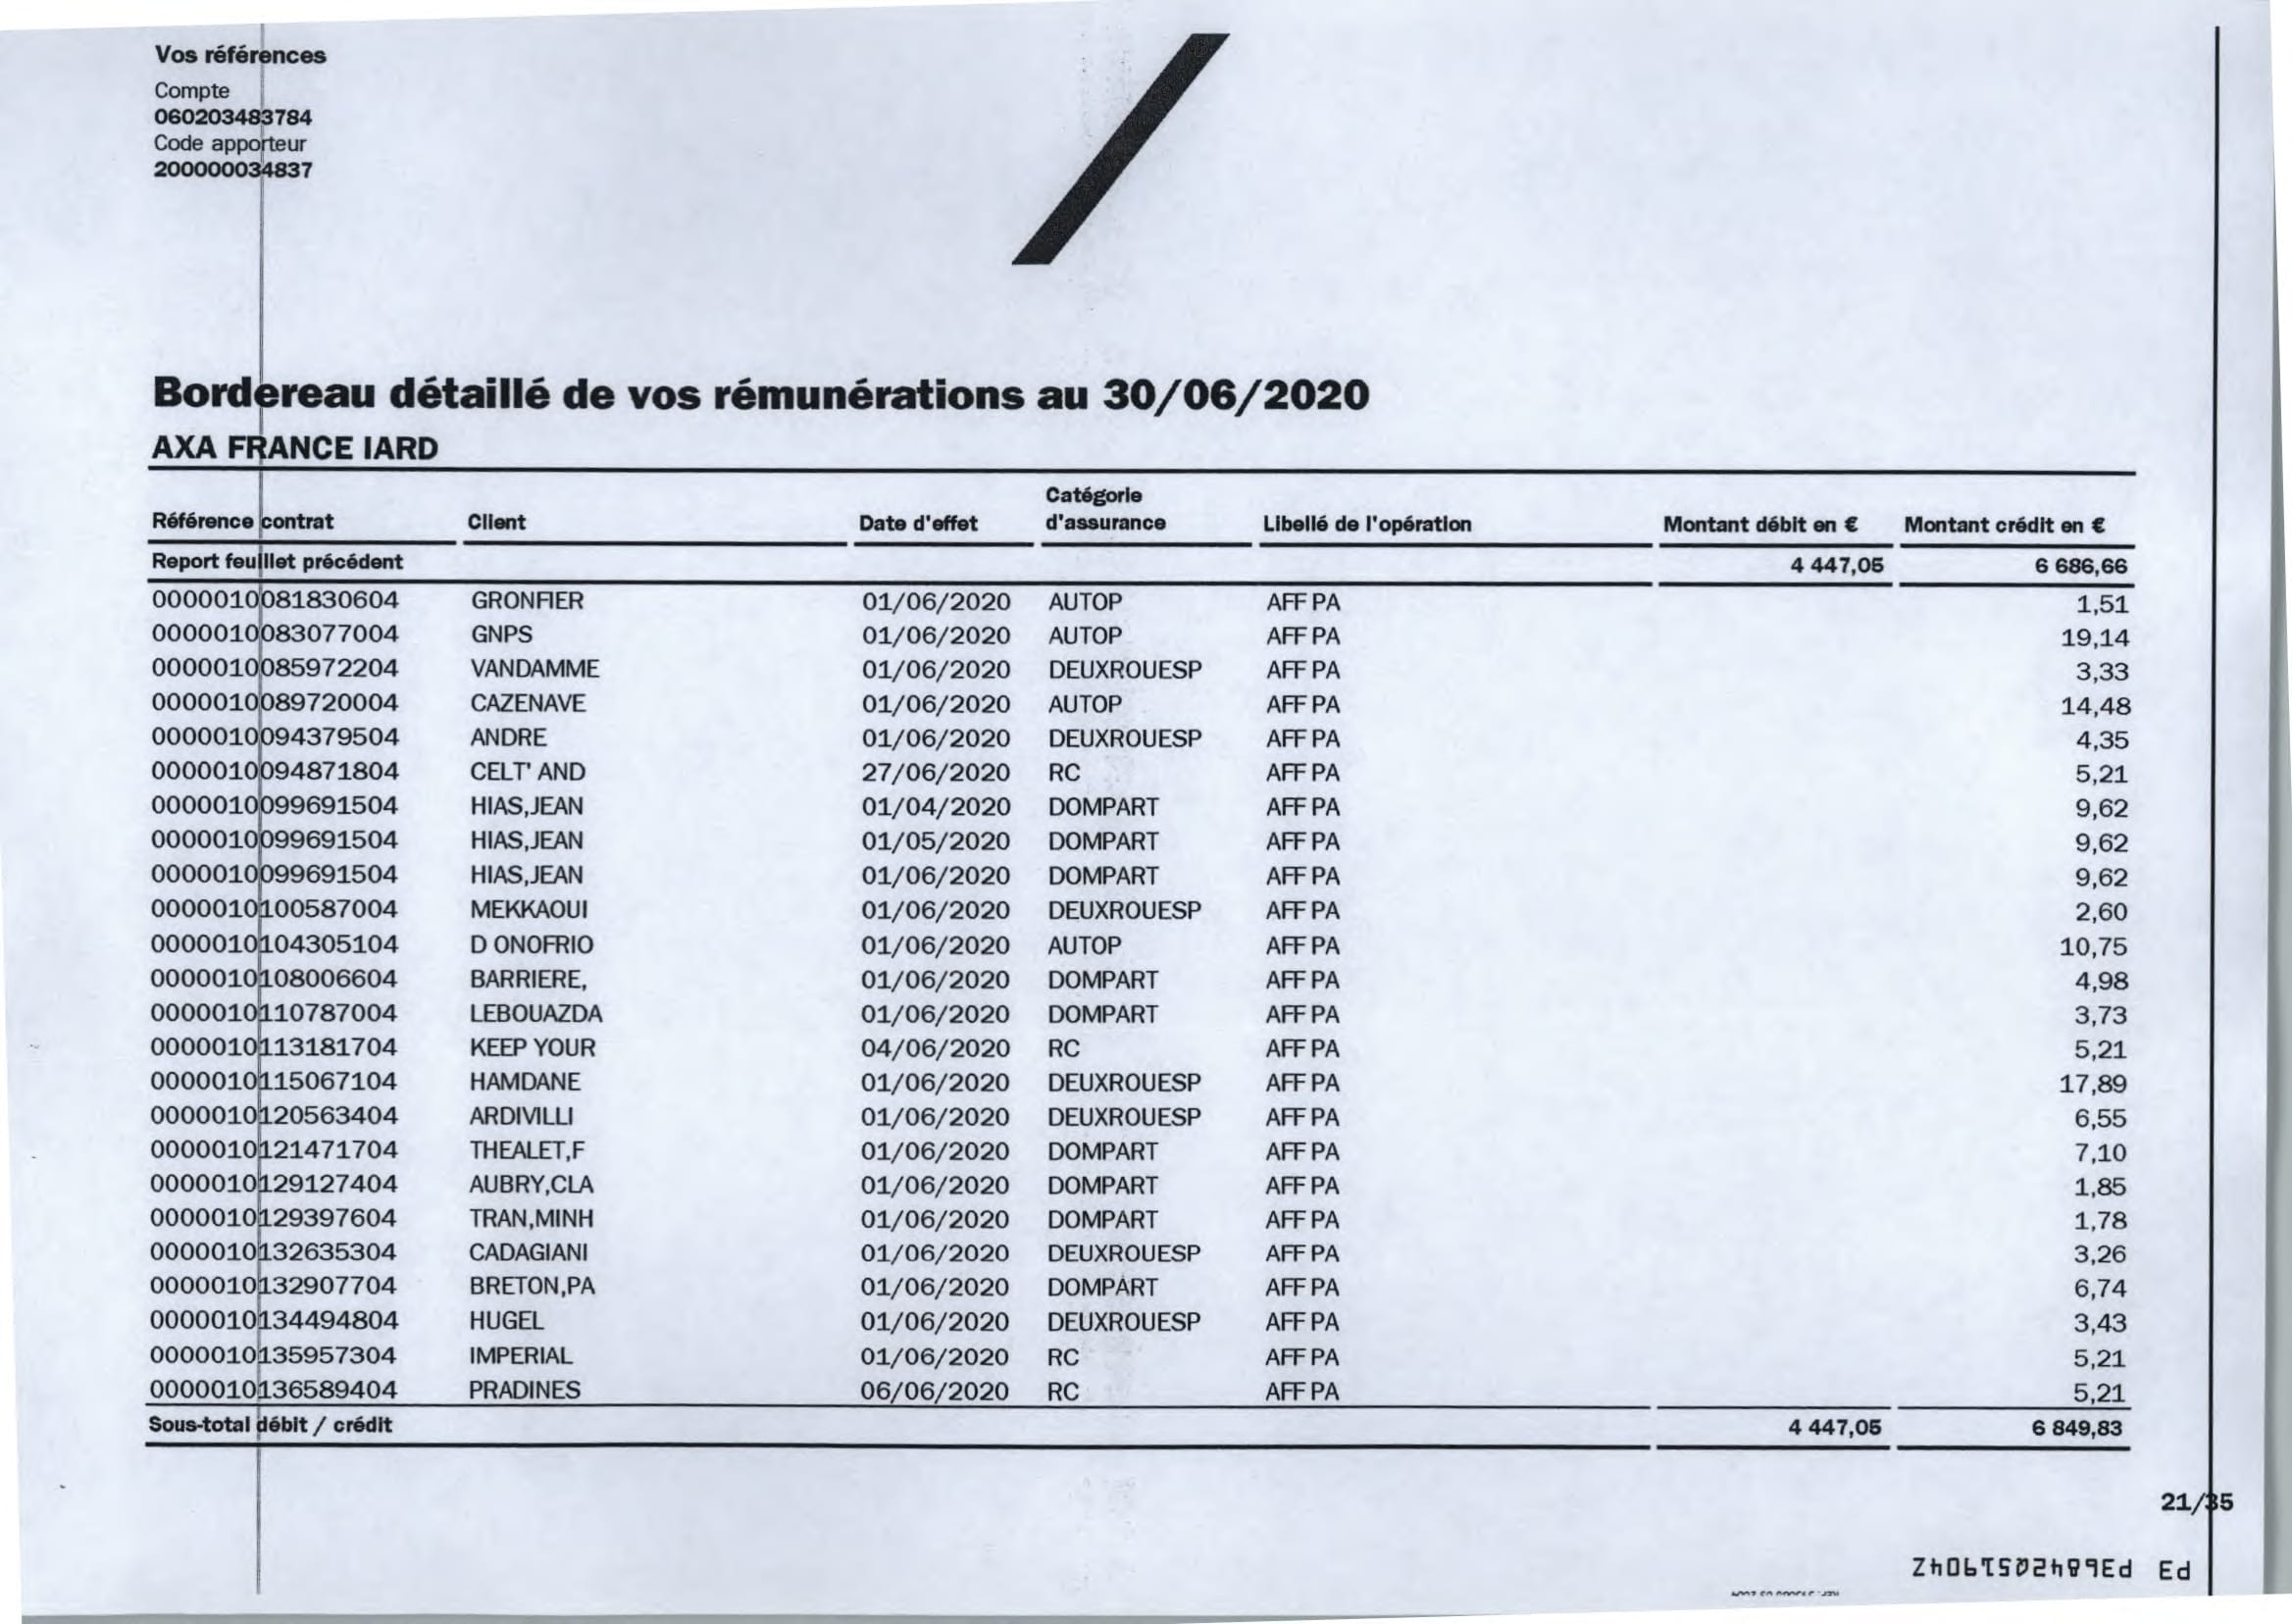 Vos références
Compte
060203483784
Code apporteur
200000034837
Bordereau détaillé de vos rémunérations au 30/06/2020
AXA FRANCE IARD
Référence contrat Client Date d'effet Catégorie d'assurance Libellé de l'opération Montant débit en € Montant crédit en €
Report feuillet précédent 4 447,05 6 686,66
0000010081830604 GRONFIER 01/06/2020 AUTOP AFF PA 1,51
0000010083077004 GNPS 01/06/2020 AUTOP AFF PA 19,14
0000010085972204 VANDAMME 01/06/2020 DEUXROUESP AFF PA 3,33
0000010089720004 CAZENAVE 01/06/2020 AUTOP AFF PA 14,48
0000010094379504 ANDRE 01/06/2020 DEUXROUESP AFF PA 4,35
0000010094871804 CELT' AND 27/06/2020 RC AFF PA 5,21
0000010099691504 HIAS,JEAN 01/04/2020 DOMPART AFF PA 9,62
0000010099691504 HIAS,JEAN 01/05/2020 DOMPART AFF PA 9,62
0000010099691504 HIAS,JEAN 01/06/2020 DOMPART AFF PA 9,62
0000010100587004 MEKKAOUI 01/06/2020 DEUXROUESP AFF PA 2,60
0000010104305104 D ONOFRIO 01/06/2020 AUTOP AFF PA 10,75
0000010108006604 BARRIERE, 01/06/2020 DOMPART AFF PA 4,98
0000010110787004 LEBOUAZDA 01/06/2020 DOMPART AFF PA 3,73
0000010113181704 KEEP YOUR 04/06/2020 RC AFF PA 5,21
0000010115067104 HAMDANE 01/06/2020 DEUXROUESP AFF PA 17,89
0000010120563404 ARDIVILLI 01/06/2020 DEUXROUESP AFF PA 6,55
0000010121471704 THEALET,F 01/06/2020 DOMPART AFF PA 7,10
0000010129127404 AUBRY,CLA 01/06/2020 DOMPART AFF PA 1,85
0000010129397604 TRAN,MINH 01/06/2020 DOMPART AFF PA 1,78
0000010132635304 CADAGIANI 01/06/2020 DEUXROUESP AFF PA 3,26
0000010132907704 BRETON,PA 01/06/2020 DOMPART AFF PA 6,74
0000010134494804 HUGEL 01/06/2020 DEUXROUESP AFF PA 3,43
0000010135957304 IMPERIAL 01/06/2020 RC AFF PA 5,21
0000010136589404 PRADINES 06/06/2020 RC AFF PA 5,21
Sous-total débit / crédit 4 447,05 6 849,83
21/35